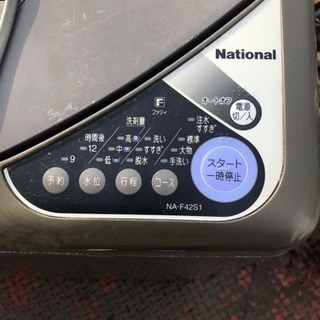 National
F
ファジィ
オートオフ
電源
切/入
洗剤量
注水
すすぎ
時間後
高
洗い
標準
12
中
すすぎ
大物
9
低
脱水
手洗い
スタート
一時停止
予約
水位
行程
コース
NA-F42S1